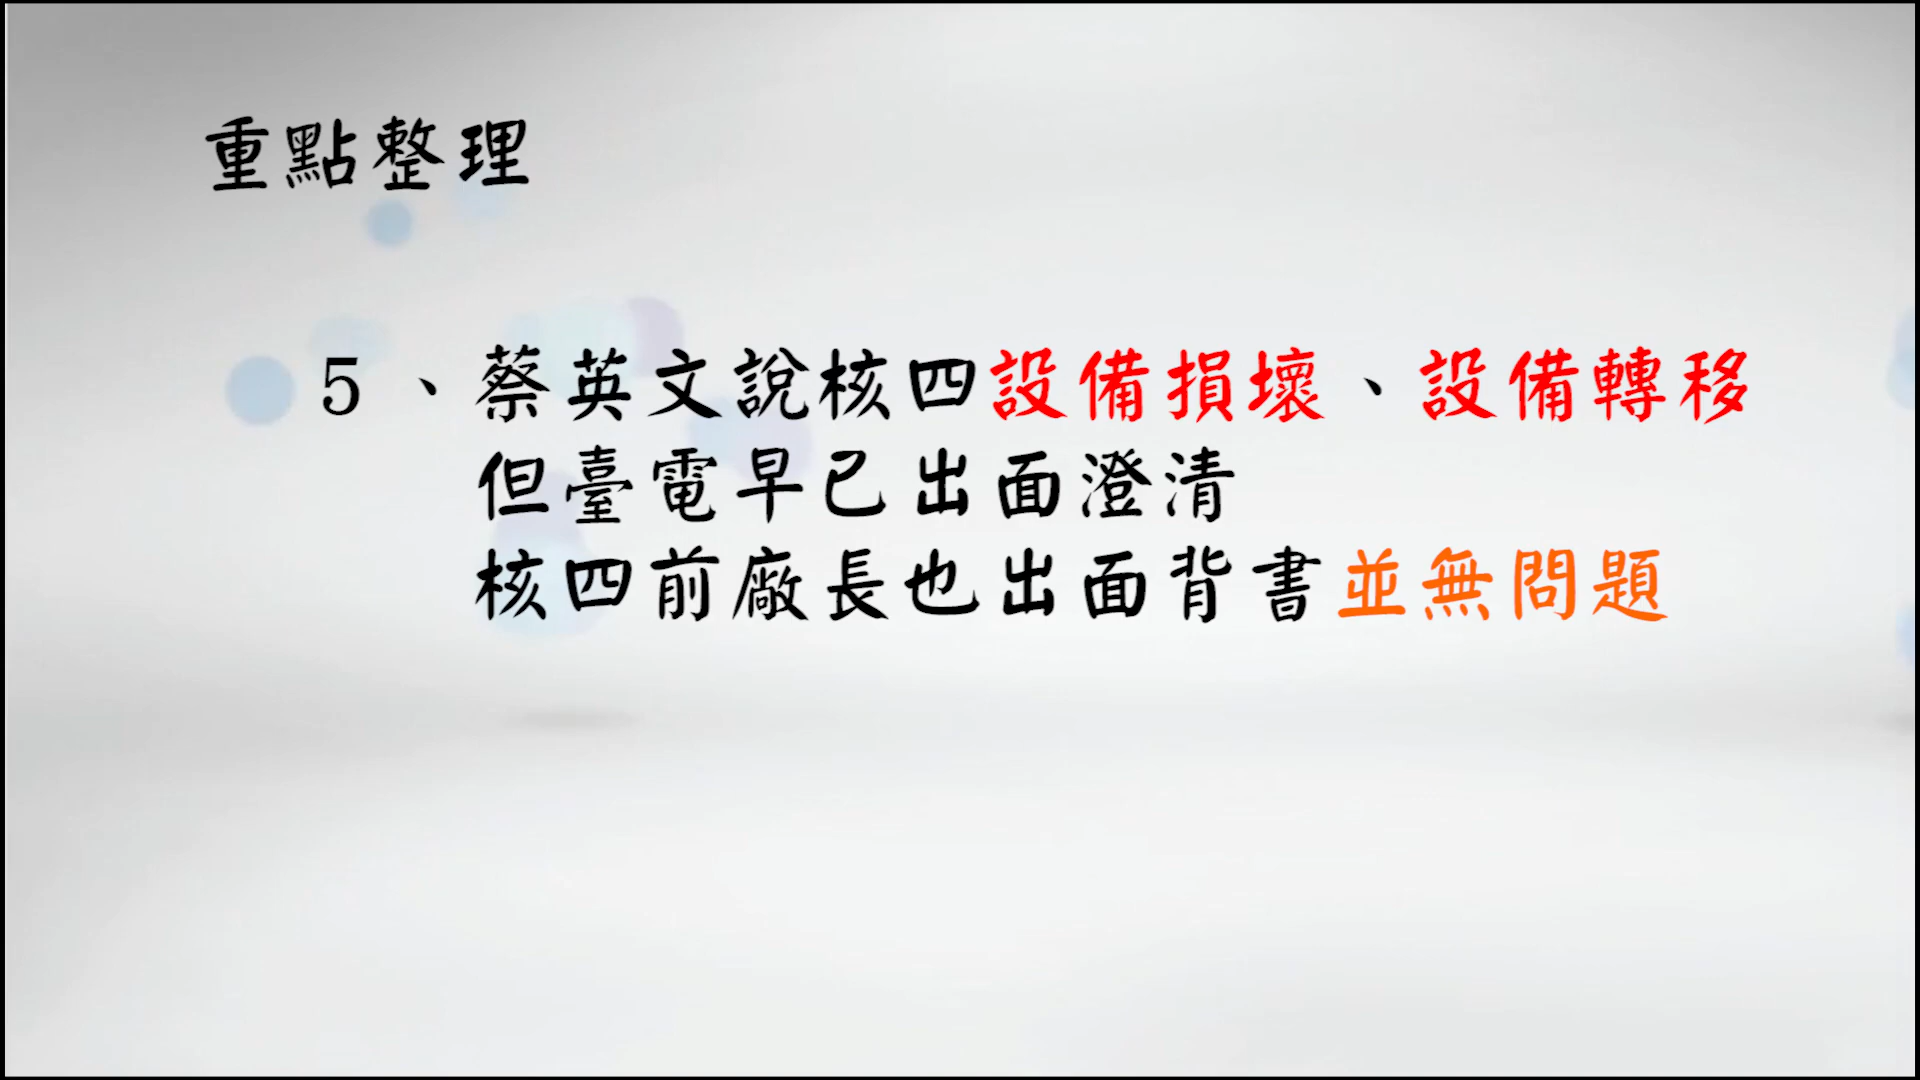 重點整理
5、蔡英文說核四設備損壞、設備轉移
但臺電早已出面澄清
核四前廠長也出面背書並無問題